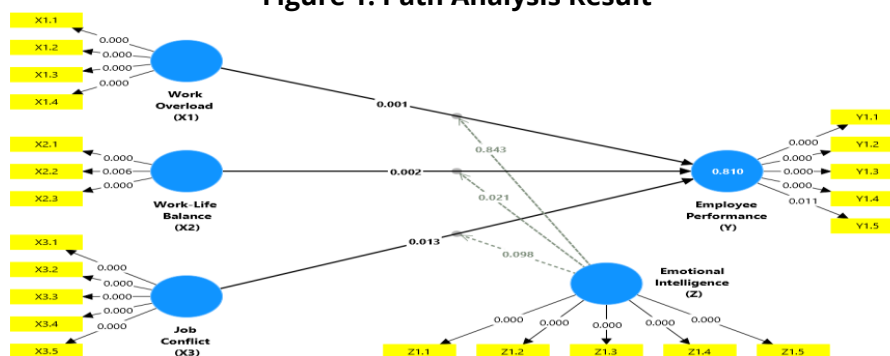 Figure 1. Path Analysis Result
X1.1
X1.2
X1.3
X1.4
0.000
0.000
0.000
0.000
Work
Overload
(X1)
0.001
X2.1
X2.2
X2.3
0.000
0.006
0.000
Work-Life
Balance
(X2)
0.002
X3.1
X3.2
X3.3
X3.4
X3.5
0.000
0.000
0.000
0.000
0.000
Job
Conflict
(X3)
0.013
0.843
0.021
0.098
0.810
Employee
Performance
(Y)
0.000
0.000
0.000
0.000
0.011
Y1.1
Y1.2
Y1.3
Y1.4
Y1.5
Emotional
Intelligence
(Z)
0.000
0.000
0.000
0.000
0.000
Z1.1
Z1.2
Z1.3
Z1.4
Z1.5